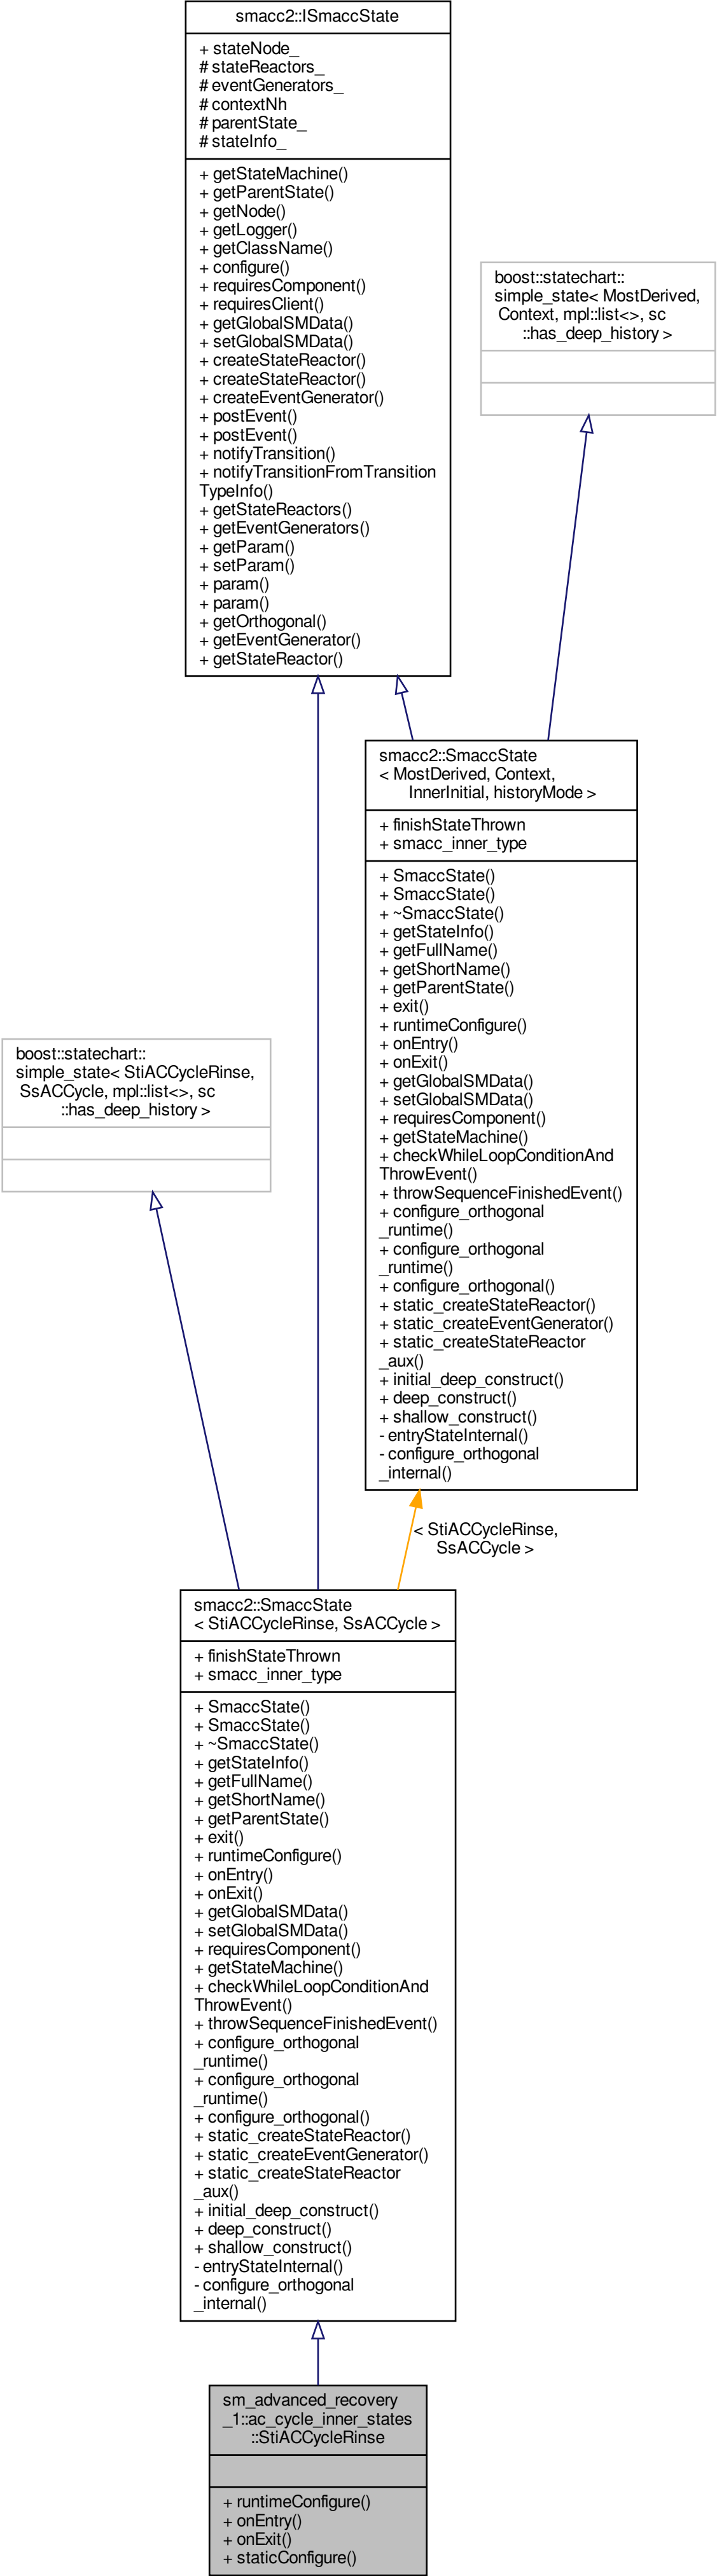 smacc2::ISmaccState
+ stateNode_
# stateReactors_
# eventGenerators_
# contextNh
# parentState_
# stateInfo_
+ getStateMachine()
+ getParentState()
+ getNode()
+ getLogger()
+ getClassName()
+ configure()
+ requiresComponent()
+ requiresClient()
+ getGlobalSMData()
+ setGlobalSMData()
+ createStateReactor()
+ createStateReactor()
+ createEventGenerator()
+ postEvent()
+ postEvent()
+ notifyTransition()
+ notifyTransitionFromTransition
TypeInfo()
+ getStateReactors()
+ getEventGenerators()
+ getParam()
+ setParam()
+ param()
+ param()
+ getOrthogonal()
+ getEventGenerator()
+ getStateReactor()
boost::statechart::
simple_state< MostDerived,
Context, mpl::list<>, sc
::has_deep_history >
smacc2::SmaccState
< MostDerived, Context,
InnerInitial, historyMode >
+ finishStateThrown
+ smacc_inner_type
+ SmaccState()
+ SmaccState()
+ ~SmaccState()
+ getStateInfo()
+ getFullName()
+ getShortName()
+ getParentState()
+ exit()
+ runtimeConfigure()
+ onEntry()
+ onExit()
+ getGlobalSMData()
+ setGlobalSMData()
+ requiresComponent()
+ getStateMachine()
+ checkWhileLoopConditionAnd
ThrowEvent()
+ throwSequenceFinishedEvent()
+ configure_orthogonal
_runtime()
+ configure_orthogonal
_runtime()
+ configure_orthogonal()
+ static_createStateReactor()
+ static_createEventGenerator()
+ static_createStateReactor
_aux()
+ initial_deep_construct()
+ deep_construct()
+ shallow_construct()
- entryStateInternal()
- configure_orthogonal
_internal()
boost::statechart::
simple_state< StiACCycleRinse,
SsACCycle, mpl::list<>, sc
::has_deep_history >
< StiACCycleRinse,
SsACCycle >
smacc2::SmaccState
< StiACCycleRinse, SsACCycle >
+ finishStateThrown
+ smacc_inner_type
+ SmaccState()
+ SmaccState()
+ ~SmaccState()
+ getStateInfo()
+ getFullName()
+ getShortName()
+ getParentState()
+ exit()
+ runtimeConfigure()
+ onEntry()
+ onExit()
+ getGlobalSMData()
+ setGlobalSMData()
+ requiresComponent()
+ getStateMachine()
+ checkWhileLoopConditionAnd
ThrowEvent()
+ throwSequenceFinishedEvent()
+ configure_orthogonal
_runtime()
+ configure_orthogonal
_runtime()
+ configure_orthogonal()
+ static_createStateReactor()
+ static_createEventGenerator()
+ static_createStateReactor
_aux()
+ initial_deep_construct()
+ deep_construct()
+ shallow_construct()
- entryStateInternal()
- configure_orthogonal
_internal()
sm_advanced_recovery
_1::ac_cycle_inner_states
::StiACCycleRinse
+ runtimeConfigure()
+ onEntry()
+ onExit()
+ staticConfigure()